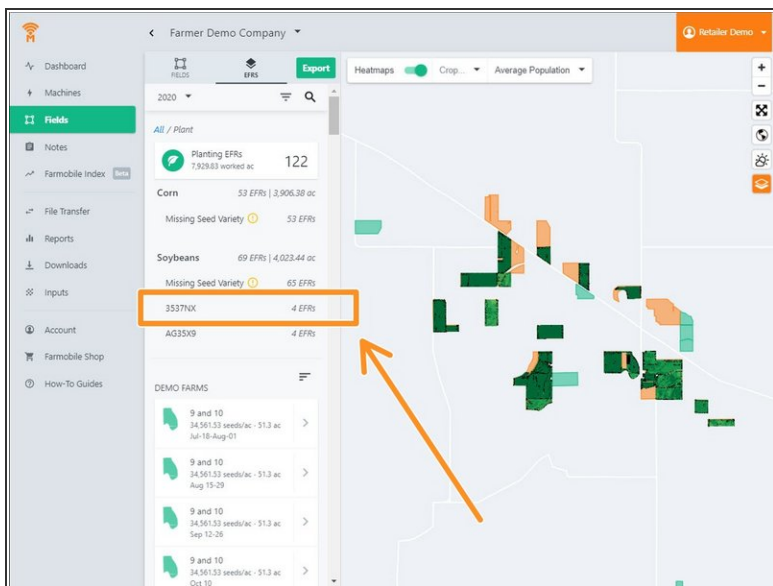 Farmer Demo Company
Retailer Demo
Dashboard
Machines
Fields
Notes
Farmobile Index Beta
File Transfer
Reports
Downloads
Inputs
Account
Farmobile Shop
How-To Guides
FIELDS
EFRS
Export
2020
All / Plant
Planting EFRs
7,929.83 worked ac
122
Corn 53 EFRs | 3,906.38 ac
Missing Seed Variety 53 EFRs
Soybeans 69 EFRs | 4,023.44 ac
Missing Seed Variety 65 EFRs
3537NX 4 EFRs
AG35X9 4 EFRs
DEMO FARMS
9 and 10
34,561.53 seeds/ac - 51.3 ac
Jul-18-Aug-01
9 and 10
34,561.53 seeds/ac - 51.3 ac
Aug 15-29
9 and 10
34,561.53 seeds/ac - 51.3 ac
Sep 12-26
9 and 10
34,561.53 seeds/ac - 51.3 ac
Oct 10
Heatmaps Crop... Average Population